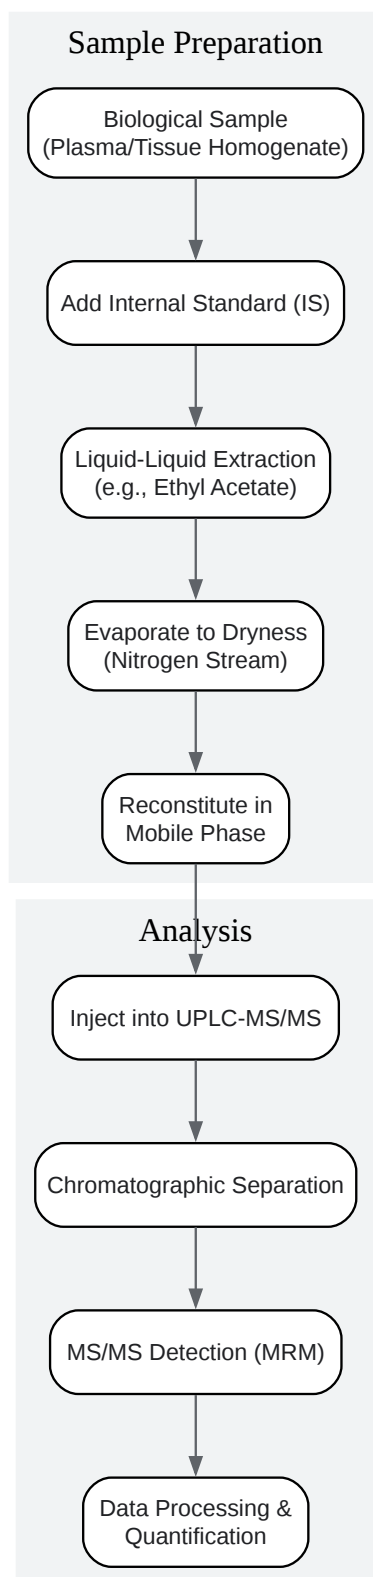 Sample Preparation
Biological Sample
(Plasma/Tissue Homogenate)
Add Internal Standard (IS)
Liquid-Liquid Extraction
(e.g., Ethyl Acetate)
Evaporate to Dryness
(Nitrogen Stream)
Reconstitute in
Mobile Phase
Analysis
Inject into UPLC-MS/MS
Chromatographic Separation
MS/MS Detection (MRM)
Data Processing &
Quantification